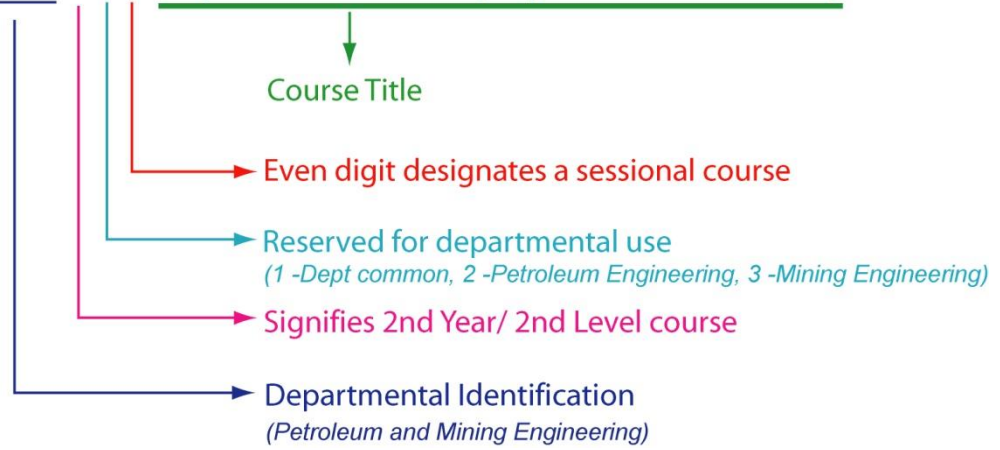 Course Title
Even digit designates a sessional course
Reserved for departmental use
(1 -Dept common, 2 -Petroleum Engineering, 3 -Mining Engineering)
Signifies 2nd Year/ 2nd Level course
Departmental Identification
(Petroleum and Mining Engineering)